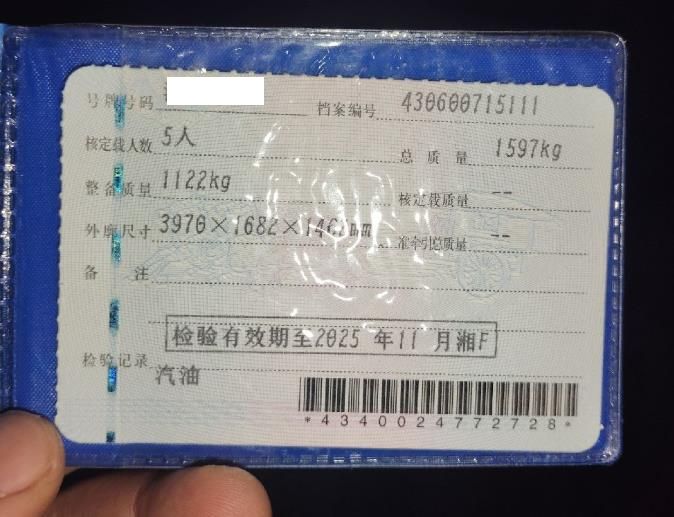 号牌号码 档案编号 430600715111
核定载人数 5人 总质量 1597kg
整备质量 1122kg 核定载质量 --
外廓尺寸 3970×1682×146 mm 准牵引总质量 --
备 注
检验有效期至2025 年11 月湘F
检验记录
汽油
*4340024772728*